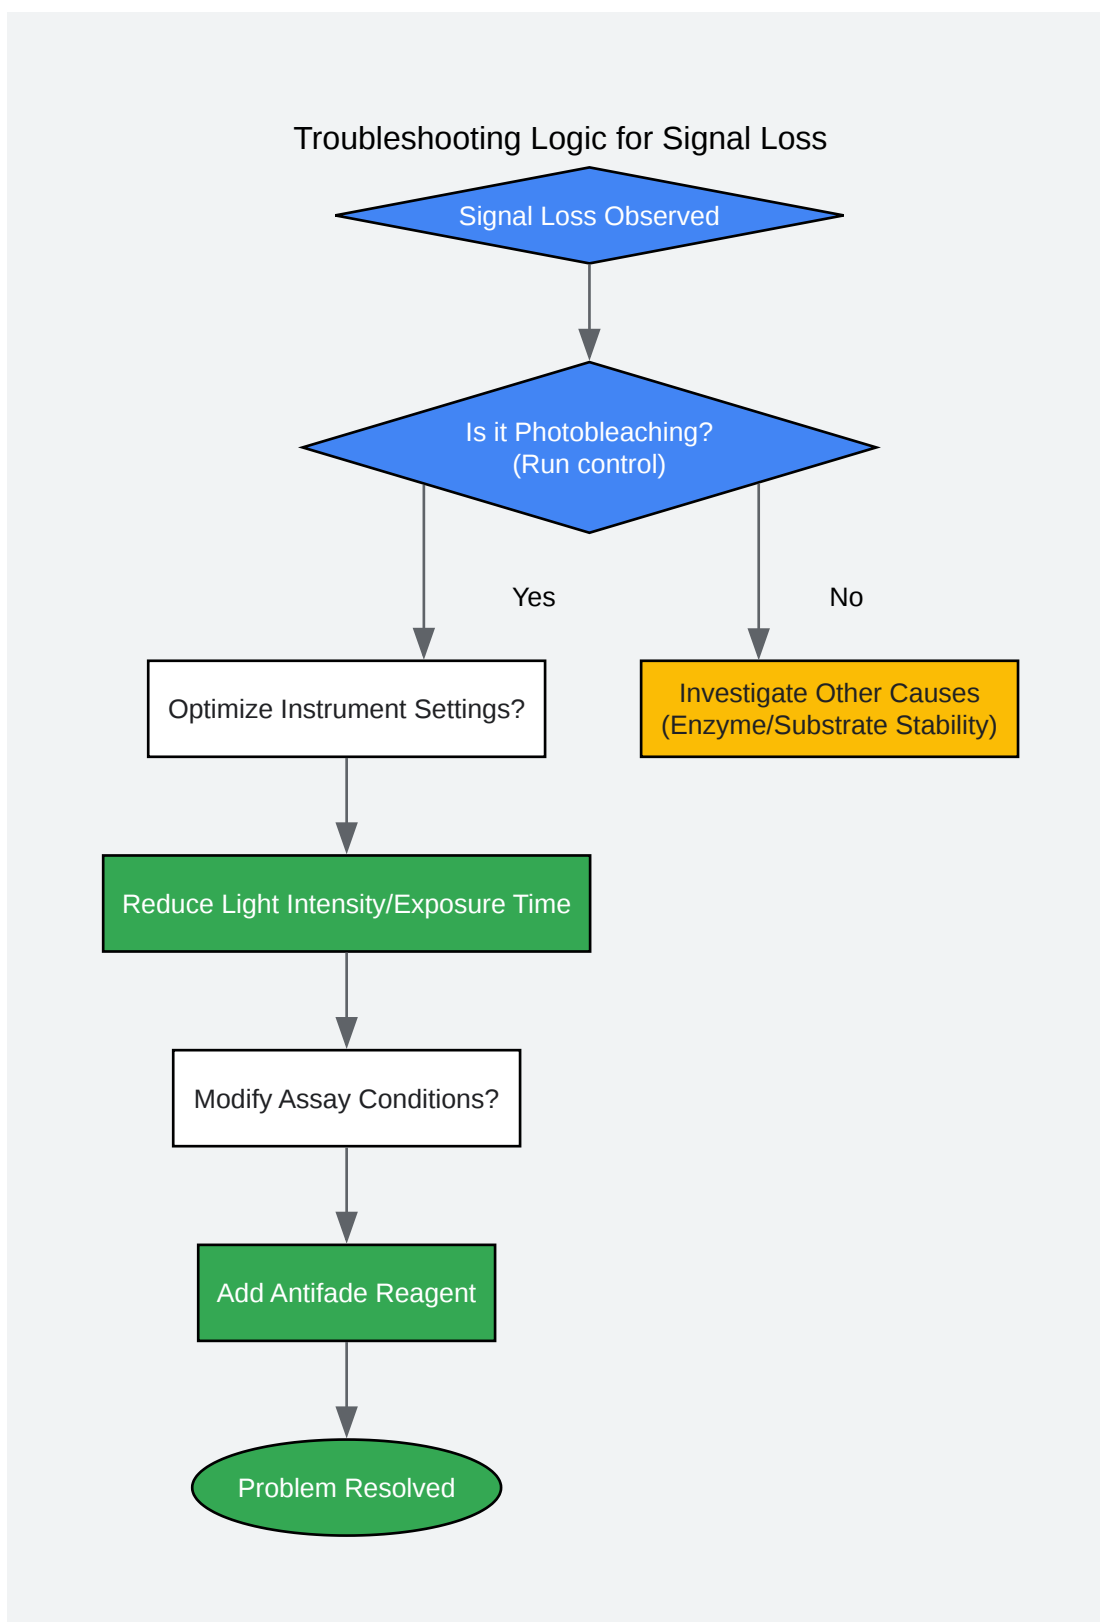 Troubleshooting Logic for Signal Loss
Signal Loss Observed
Is it Photobleaching?
(Run control)
Yes
No
Optimize Instrument Settings?
Investigate Other Causes
(Enzyme/Substrate Stability)
Reduce Light Intensity/Exposure Time
Modify Assay Conditions?
Add Antifade Reagent
Problem Resolved